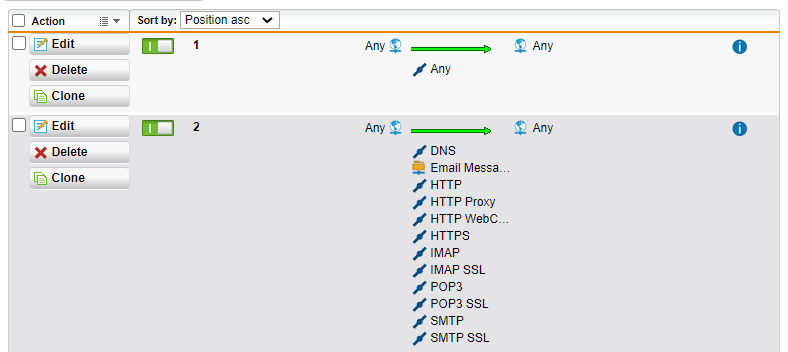 Action Sort by: Position asc
Edit 1 Any Any
Delete Any
Clone
Edit 2 Any Any
Delete DNS
Email Messa...
Clone HTTP
HTTP Proxy
HTTP WebC...
HTTPS
IMAP
IMAP SSL
POP3
POP3 SSL
SMTP
SMTP SSL